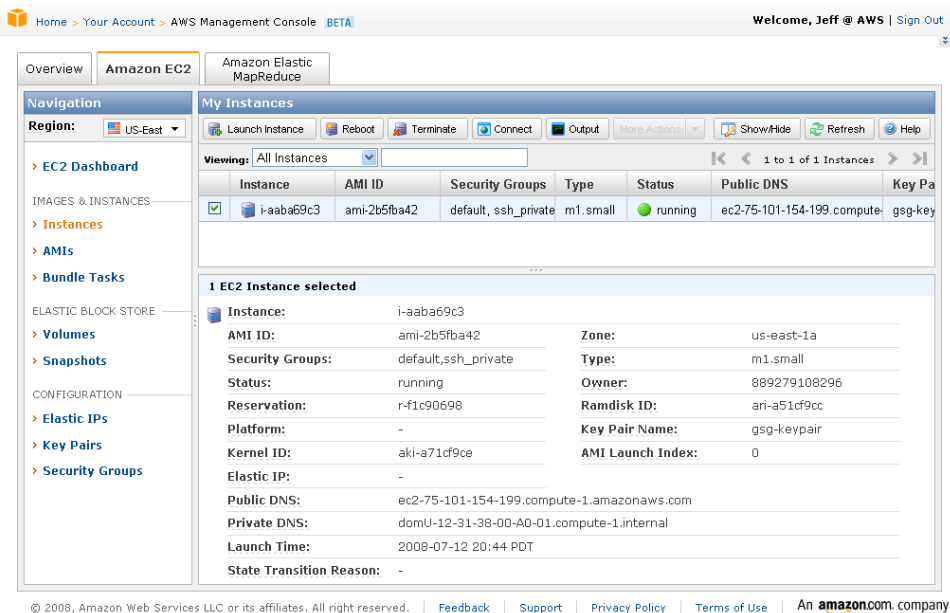 Home > Your Account > AWS Management Console BETA
Welcome, Jeff @ AWS | Sign Out
Overview
Amazon EC2
Amazon Elastic
MapReduce
Navigation
Region: US-East
> EC2 Dashboard
IMAGES & INSTANCES
> Instances
> AMIs
> Bundle Tasks
ELASTIC BLOCK STORE
> Volumes
> Snapshots
CONFIGURATION
> Elastic IPs
> Key Pairs
> Security Groups
My Instances
Launch Instance Reboot Terminate Connect Output More Actions Show/Hide Refresh Help
Viewing: All Instances 1 to 1 of 1 Instances
Instance AMI ID Security Groups Type Status Public DNS Key Pa
i-aaba69c3 ami-2b5fba42 default, ssh_private m1.small running ec2-75-101-154-199.compute- gsg-key
1 EC2 Instance selected
Instance: i-aaba69c3
AMI ID: ami-2b5fba42 Zone: us-east-1a
Security Groups: default,ssh_private Type: m1.small
Status: running Owner: 889279108296
Reservation: r-f1c90698 Ramdisk ID: ari-a51cf9cc
Platform: - Key Pair Name: gsg-keypair
Kernel ID: aki-a71cf9ce AMI Launch Index: 0
Elastic IP: -
Public DNS: ec2-75-101-154-199.compute-1.amazonaws.com
Private DNS: domU-12-31-38-00-A0-01.compute-1.internal
Launch Time: 2008-07-12 20:44 PDT
State Transition Reason: -
© 2008, Amazon Web Services LLC or its affiliates. All right reserved. | Feedback | Support | Privacy Policy | Terms of Use | An amazon.com. company